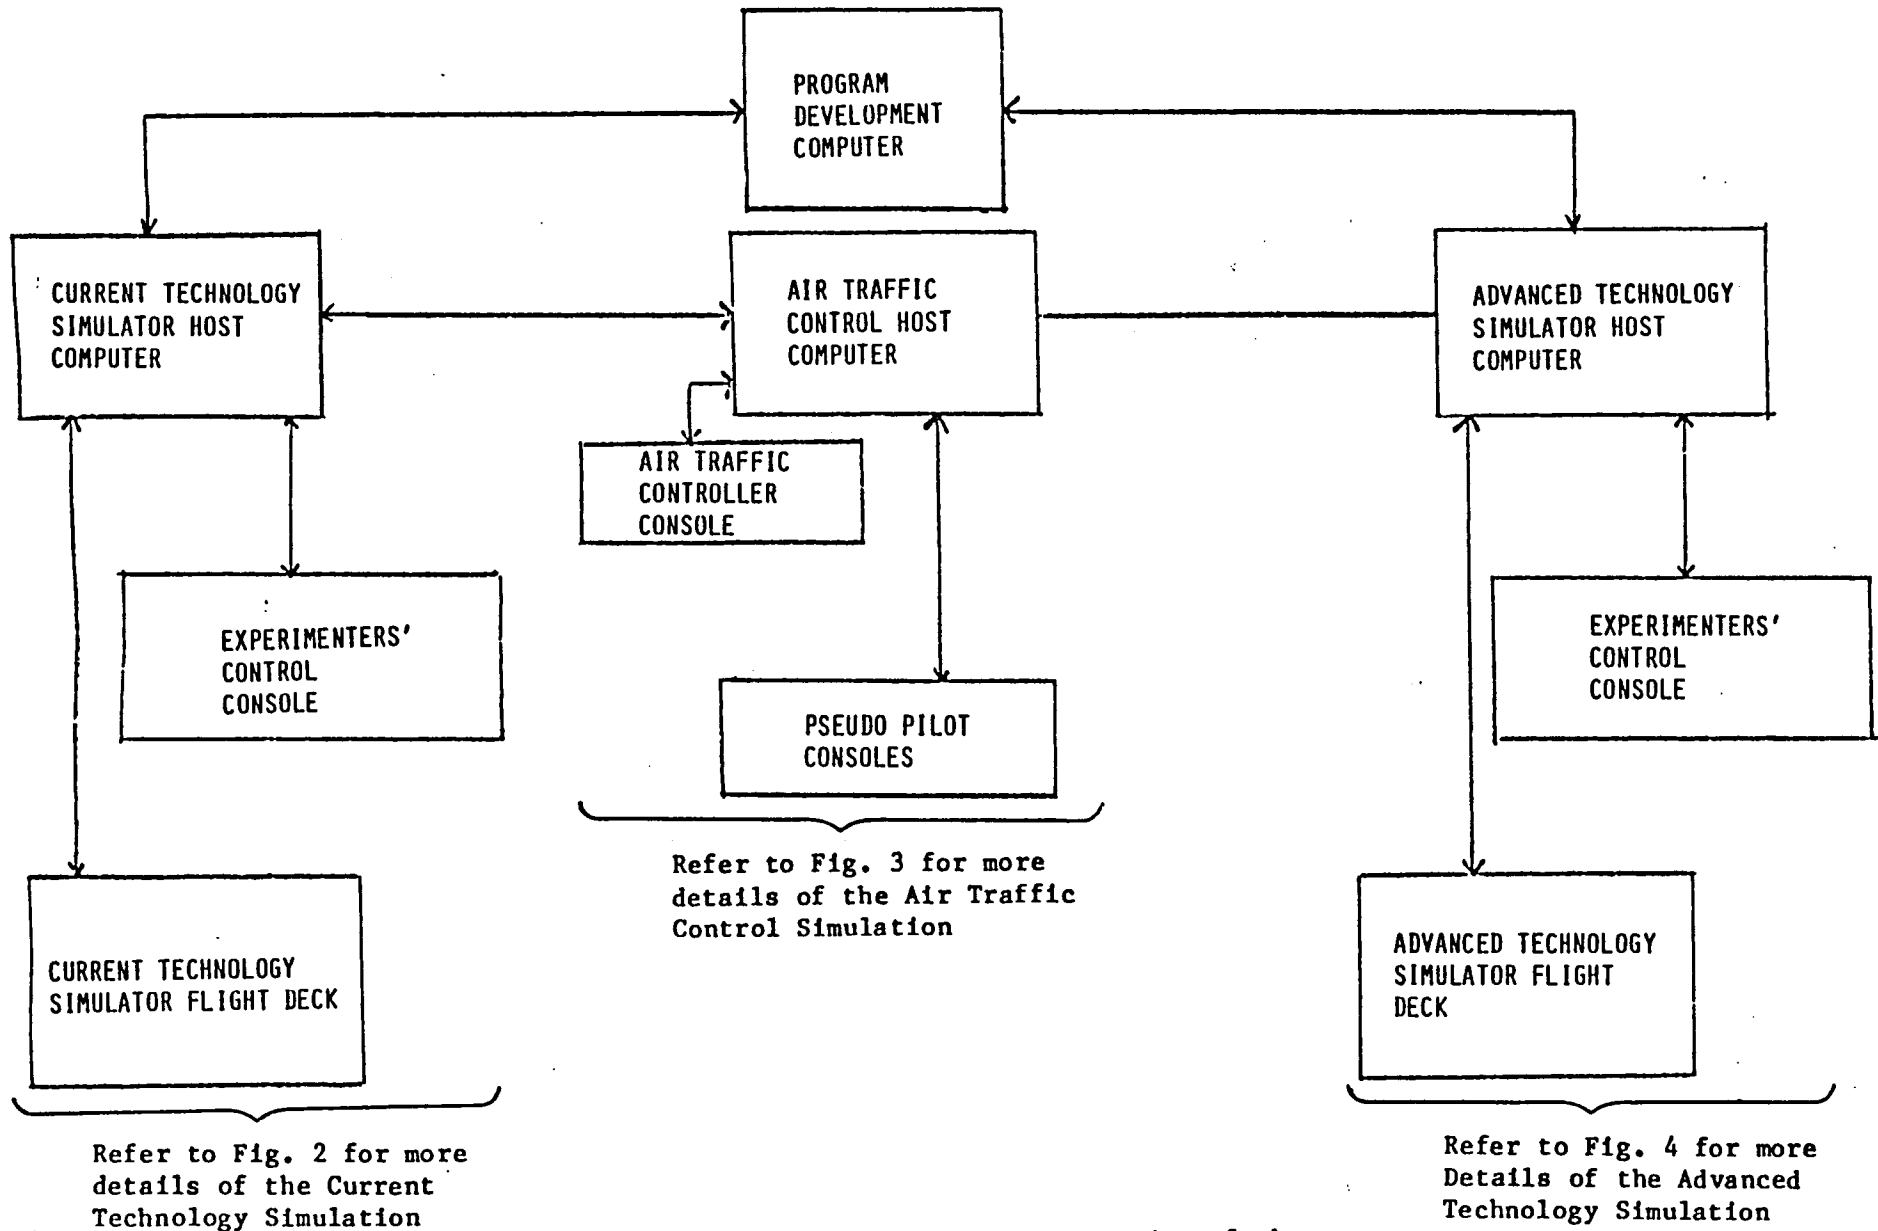 PROGRAM
DEVELOPMENT
COMPUTER
CURRENT TECHNOLOGY
SIMULATOR HOST
COMPUTER
AIR TRAFFIC
CONTROL HOST
COMPUTER
ADVANCED TECHNOLOGY
SIMULATOR HOST
COMPUTER
AIR TRAFFIC
CONTROLLER
CONSOLE
EXPERIMENTERS'
CONTROL
CONSOLE
EXPERIMENTERS'
CONTROL
CONSOLE
PSEUDO PILOT
CONSOLES
Refer to Fig. 3 for more
details of the Air Traffic
Control Simulation
CURRENT TECHNOLOGY
SIMULATOR FLIGHT DECK
ADVANCED TECHNOLOGY
SIMULATOR FLIGHT
DECK
Refer to Fig. 2 for more
details of the Current
Technology Simulation
Refer to Fig. 4 for more
Details of the Advanced
Technology Simulation